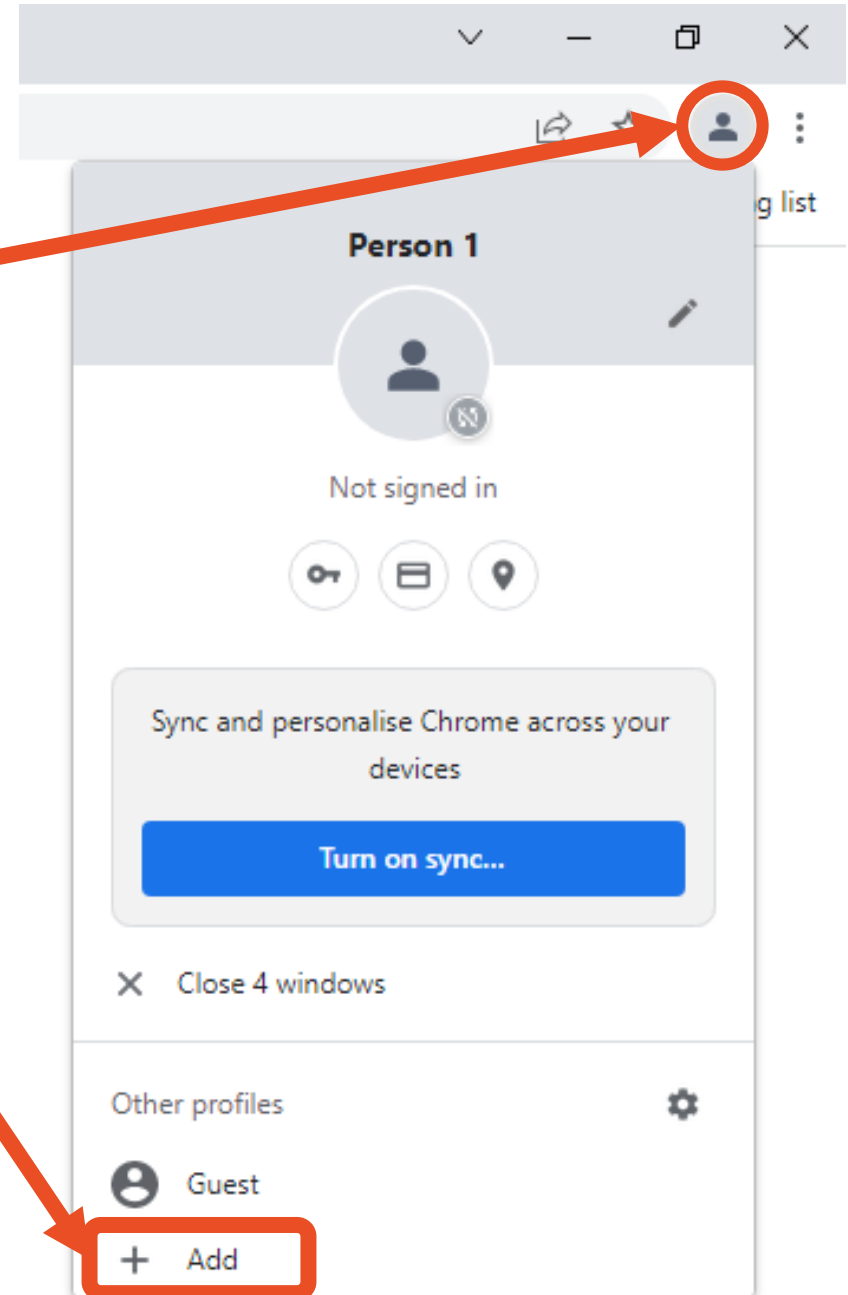 g list
Person 1
Not signed in
Sync and personalise Chrome across your
devices
Turn on sync...
Close 4 windows
Other profiles
Guest
Add